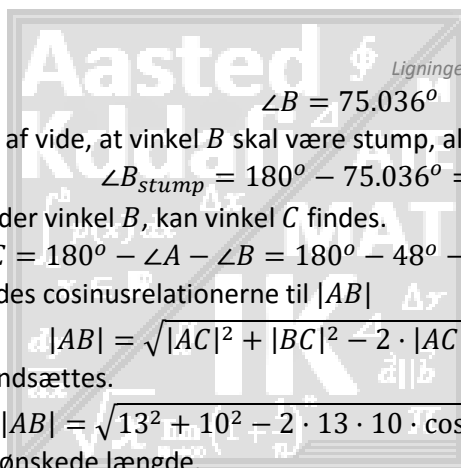 Ligninge
∠B = 75.036°
af vide, at vinkel B skal være stump, al
∠B_stump = 180° − 75.036° =
der vinkel B, kan vinkel C findes.
C = 180° − ∠A − ∠B = 180° − 48° −
des cosinusrelationerne til |AB|
|AB| = √|AC|² + |BC|² − 2 · |AC
ndsættes.
|AB| = √13² + 10² − 2 · 13 · 10 · cos
ønskede længde.
Aasted
MAT
IK